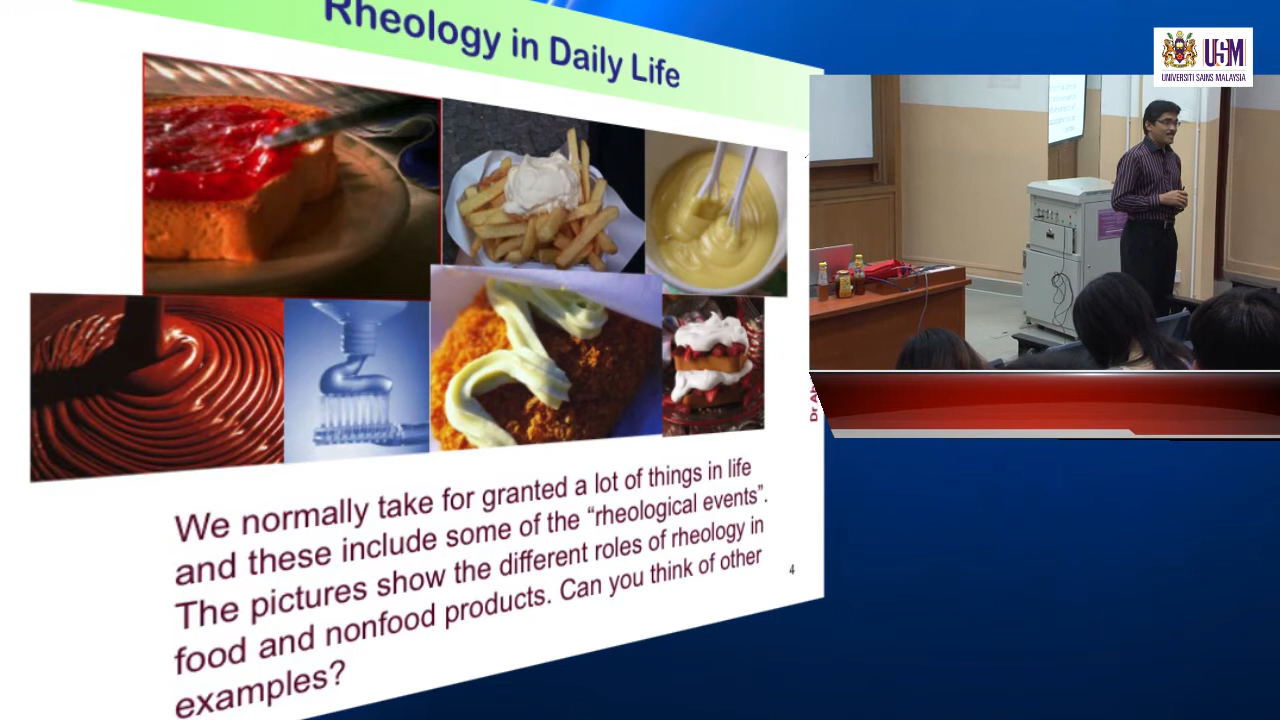 Rheology in Daily Life
We normally take for granted a lot of things in life
and these include some of the “rheological events”.
The pictures show the different roles of rheology in
food and nonfood products. Can you think of other
examples?
4
USM
UNIVERSITI SAINS MALAYSIA